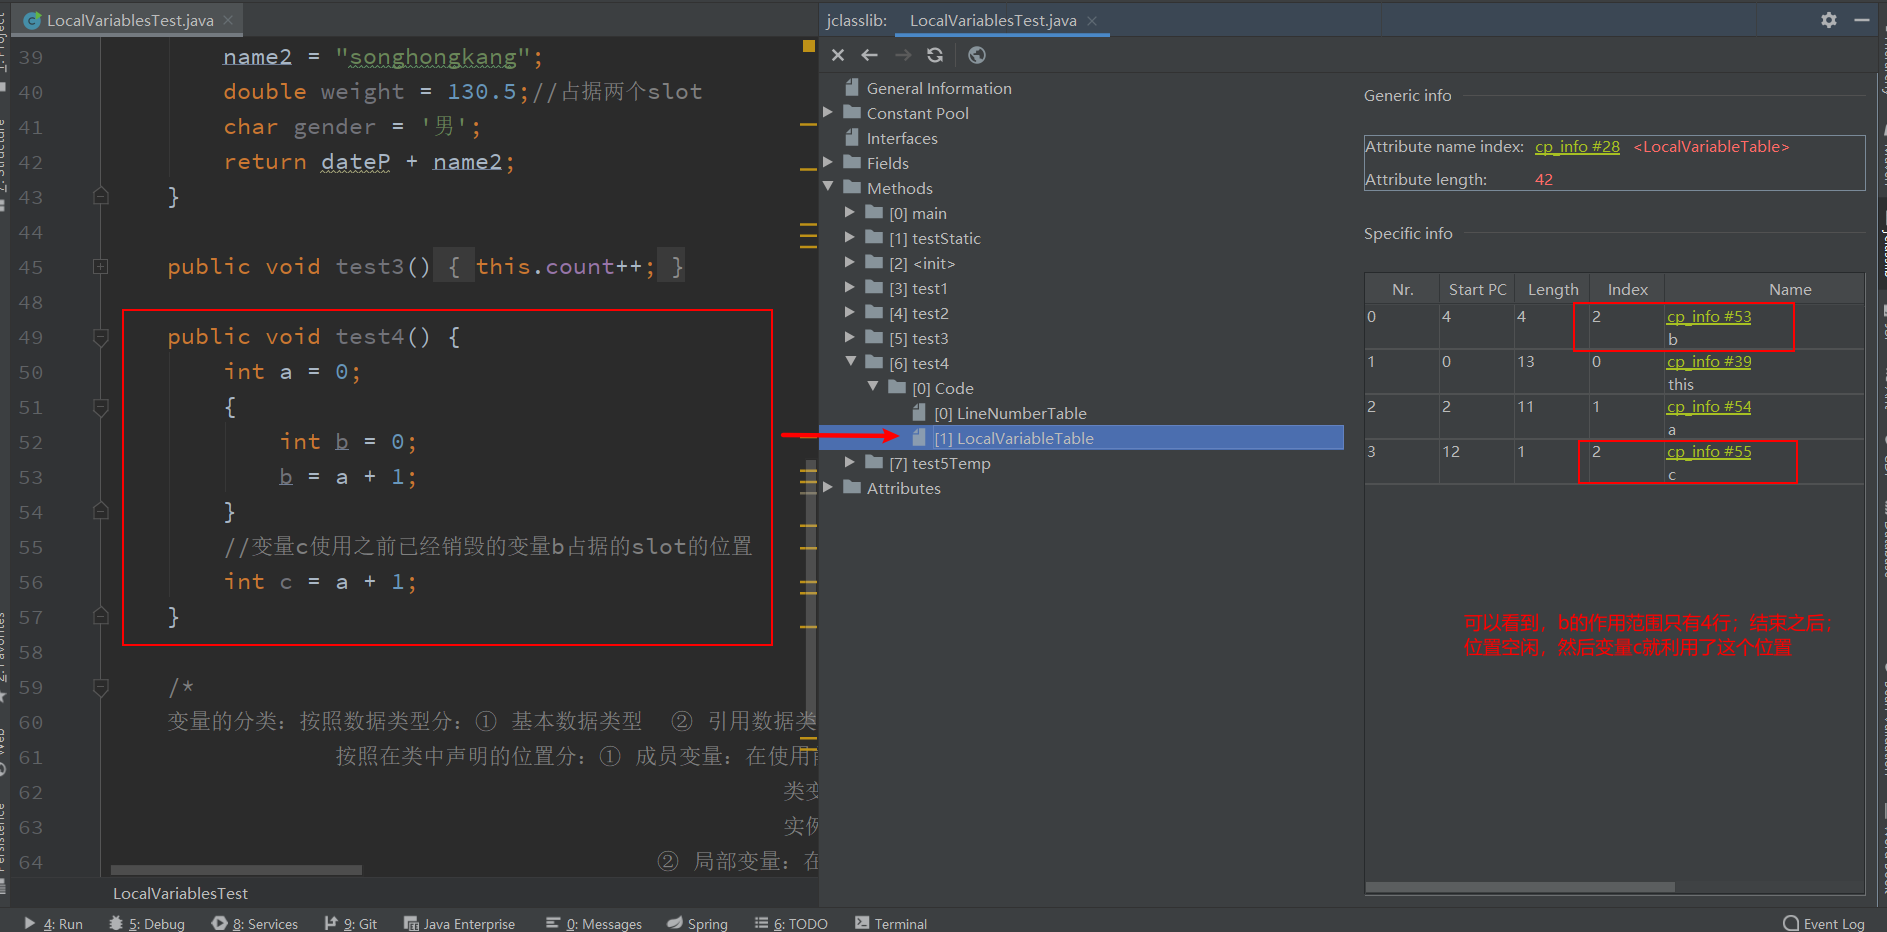 LocalVariablesTest.java
jclasslib:
LocalVariablesTest.java
39 name2 = "songhongkang";
40 double weight = 130.5;//占据两个slot
41 char gender = '男';
42 return dateP + name2;
43 }
44
45 public void test3() { this.count++; }
48
49 public void test4() {
50 int a = 0;
51 {
52 int b = 0;
53 b = a + 1;
54 }
55 //变量c使用之前已经销毁的变量b占据的slot的位置
56 int c = a + 1;
57 }
58
59 /*
60 变量的分类：按照数据类型分：① 基本数据类型 ② 引用数据类
61 按照在类中声明的位置分：① 成员变量：在使用
62 类
63 实例
64 ② 局部变量：在
LocalVariablesTest
General Information
Constant Pool
Interfaces
Fields
Methods
[0] main
[1] testStatic
[2] <init>
[3] test1
[4] test2
[5] test3
[6] test4
[0] Code
[0] LineNumberTable
[1] LocalVariableTable
[7] test5Temp
Attributes
Generic info
Attribute name index: cp_info #28 <LocalVariableTable>
Attribute length: 42
Specific info
Nr. Start PC Length Index Name
0 4 4 2 cp_info #53
b
1 0 13 0 cp_info #39
this
2 2 11 1 cp_info #54
a
3 12 1 2 cp_info #55
c
可以看到，b的作用范围只有4行；结束之后；
位置空闲，然后变量c就利用了这个位置
4: Run 5: Debug 8: Services 9: Git Java Enterprise 0: Messages Spring 6: TODO Terminal Event Log